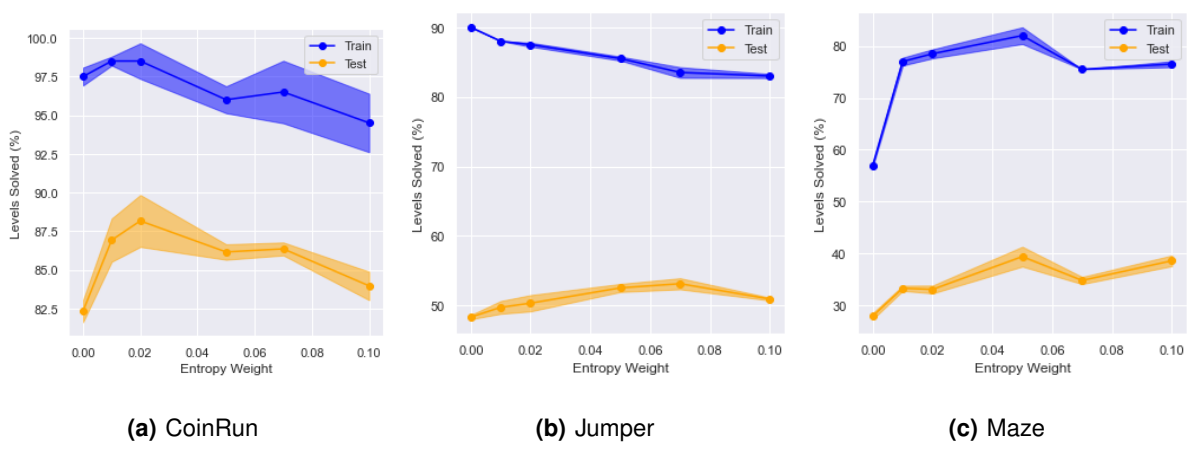 100.0
97.5
95.0
92.5
90.0
87.5
85.0
82.5
Levels Solved (%)
0.00 0.02 0.04 0.06 0.08 0.10
Entropy Weight
Train
Test
(a) CoinRun
90
80
70
60
50
Levels Solved (%)
0.00 0.02 0.04 0.06 0.08 0.10
Entropy Weight
Train
Test
(b) Jumper
80
70
60
50
40
30
Levels Solved (%)
0.00 0.02 0.04 0.06 0.08 0.10
Entropy Weight
Train
Test
(c) Maze